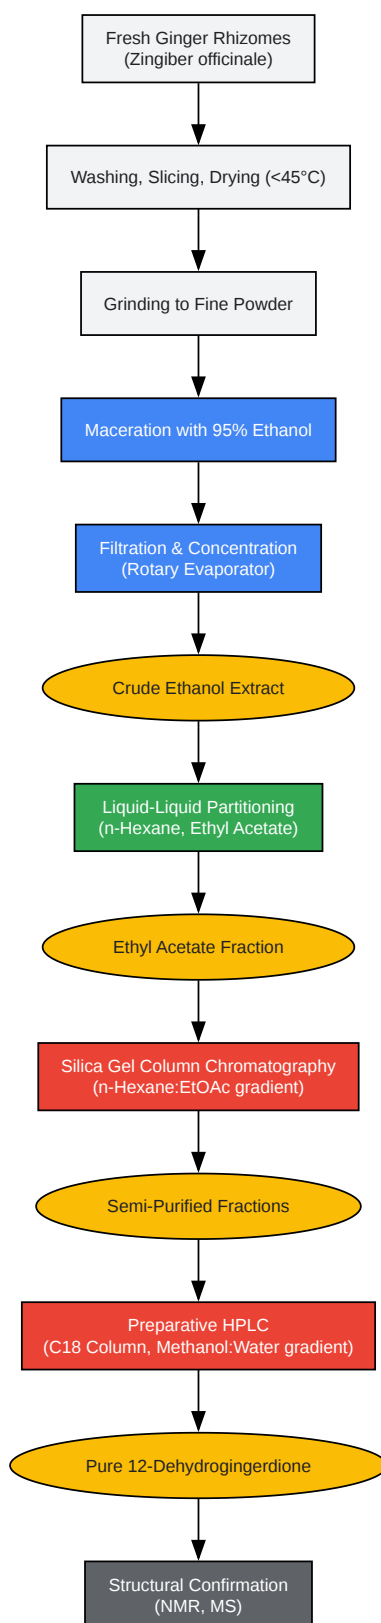 Fresh Ginger Rhizomes
(Zingiber officinale)
Washing, Slicing, Drying (<45°C)
Grinding to Fine Powder
Maceration with 95% Ethanol
Filtration & Concentration
(Rotary Evaporator)
Crude Ethanol Extract
Liquid-Liquid Partitioning
(n-Hexane, Ethyl Acetate)
Ethyl Acetate Fraction
Silica Gel Column Chromatography
(n-Hexane:EtOAc gradient)
Semi-Purified Fractions
Preparative HPLC
(C18 Column, Methanol:Water gradient)
Pure 12-Dehydrogingerdione
Structural Confirmation
(NMR, MS)